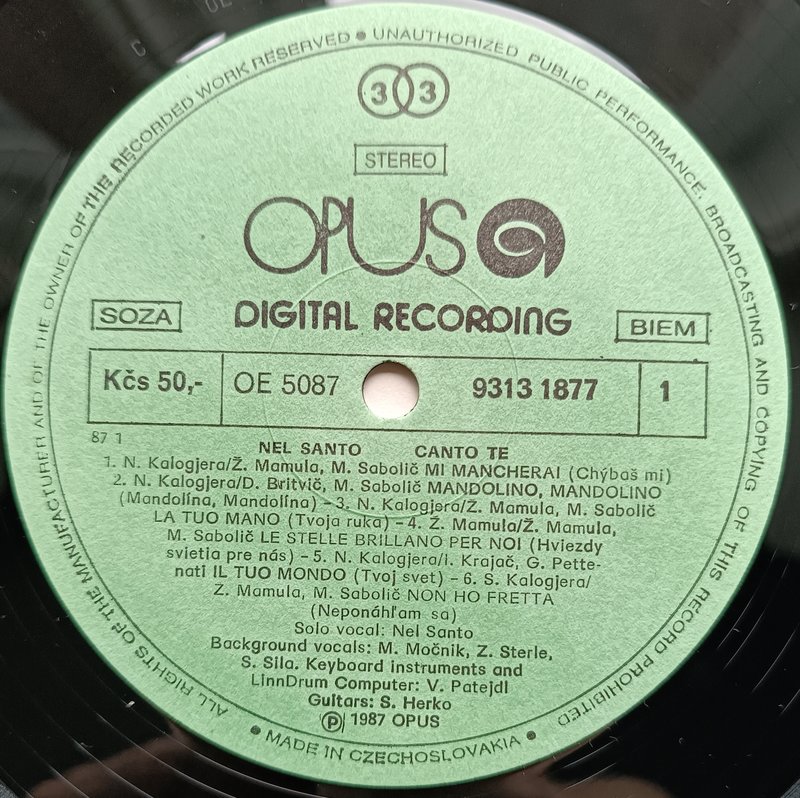 ALL RIGHTS OF THE MANUFACTURER AND OF THE OWNER OF THE RECORDED WORK RESERVED • UNAUTHORIZED PUBLIC PERFORMANCE, BROADCASTING AND COPYING OF THIS RECORD PROHIBITED
33
STEREO
OPUS
SOZA
DIGITAL RECORDING
BIEM
Kčs 50,-
OE 5087
9313 1877
1
87 1
NEL SANTO CANTO TE
1. N. Kalogjera/Ž. Mamula, M. Sabolič MI MANCHERAI (Chýbaš mi)
2. N. Kalogjera/D. Britvič, M. Sabolič MANDOLINO, MANDOLINO
(Mandolína, Mandolína) – 3. N. Kalogjera/Ž. Mamula, M. Sabolič
LA TUO MANO (Tvoja ruka) – 4. Ž. Mamula/Ž. Mamula,
M. Sabolič LE STELLE BRILLANO PER NOI (Hviezdy
svietia pre nás) – 5. N. Kalogjera/I. Krajač, G. Pette-
nati IL TUO MONDO (Tvoj svet) – 6. S. Kalogjera/
Ž. Mamula, M. Sabolič NON HO FRETTA
(Neponáhľam sa)
Solo vocal: Nel Santo
Background vocals: M. Močnik, Z. Sterle,
S. Sila. Keyboard instruments and
LinnDrum Computer: V. Patejdl
Guitars: S. Herko
Ⓟ 1987 OPUS
• MADE IN CZECHOSLOVAKIA •